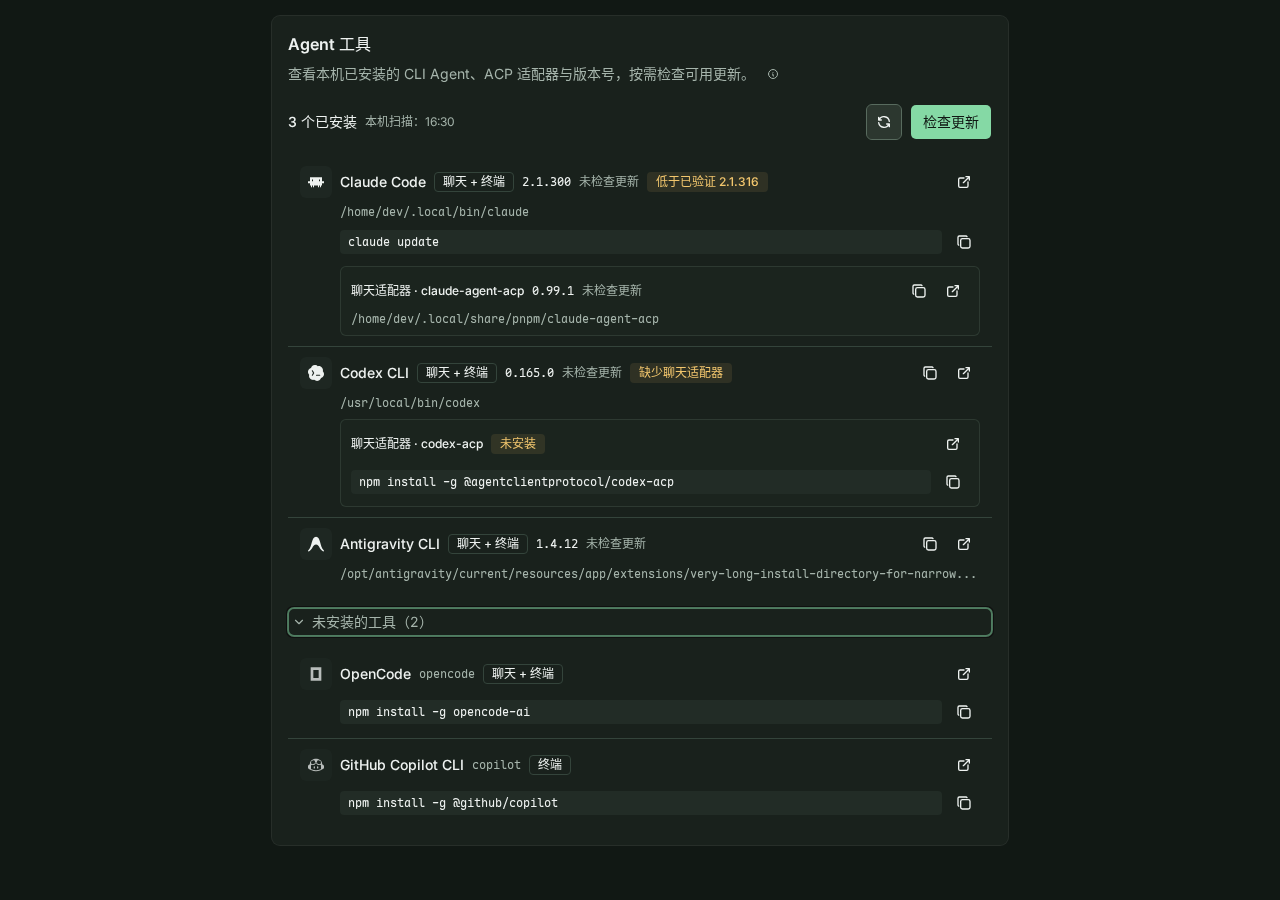 Agent 工具
查看本机已安装的 CLI Agent、ACP 适配器与版本号，按需检查可用更新。
3 个已安装 本机扫描：16:30 检查更新
Claude Code 聊天 + 终端 2.1.300 未检查更新 低于已验证 2.1.316
/home/dev/.local/bin/claude
claude update
聊天适配器 · claude-agent-acp 0.99.1 未检查更新
/home/dev/.local/share/pnpm/claude-agent-acp
Codex CLI 聊天 + 终端 0.165.0 未检查更新 缺少聊天适配器
/usr/local/bin/codex
聊天适配器 · codex-acp 未安装
npm install -g @agentclientprotocol/codex-acp
Antigravity CLI 聊天 + 终端 1.4.12 未检查更新
/opt/antigravity/current/resources/app/extensions/very-long-install-directory-for-narrow...
未安装的工具（2）
OpenCode opencode 聊天 + 终端
npm install -g opencode-ai
GitHub Copilot CLI copilot 终端
npm install -g @github/copilot